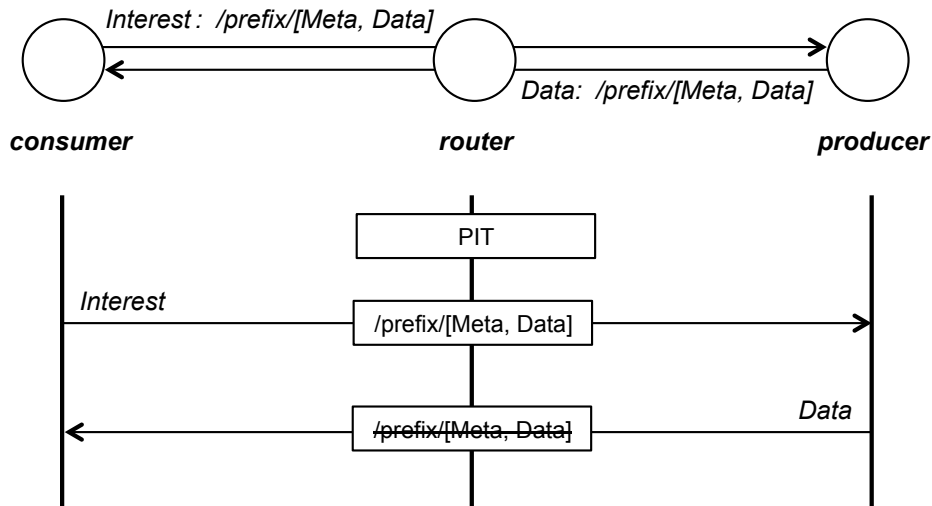 Interest : /prefix/[Meta, Data]
Data: /prefix/[Meta, Data]
consumer
router
producer
PIT
Interest
/prefix/[Meta, Data]
Data
/prefix/[Meta, Data]